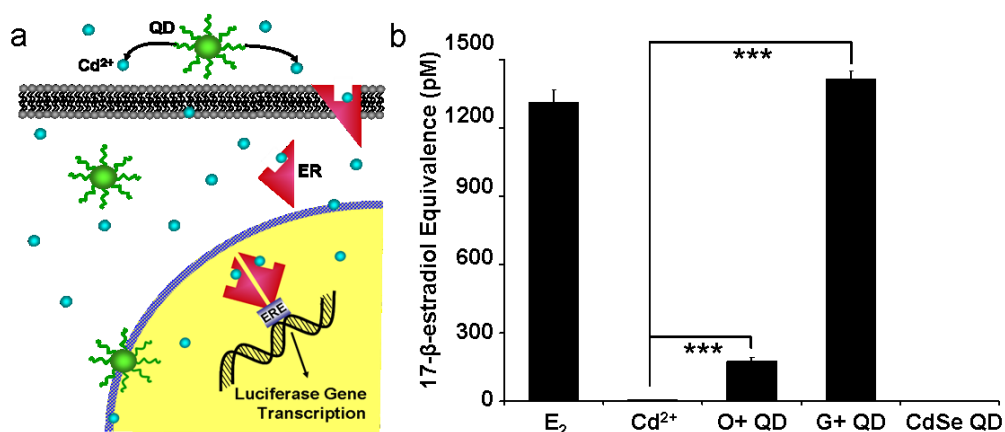 a
QD
Cd²⁺
ER
ERE
Luciferase Gene
Transcription
b
17-β-estradiol Equivalence (pM)
1500
1200
900
600
300
0
***
***
E₂
Cd²⁺
O+ QD
G+ QD
CdSe QD